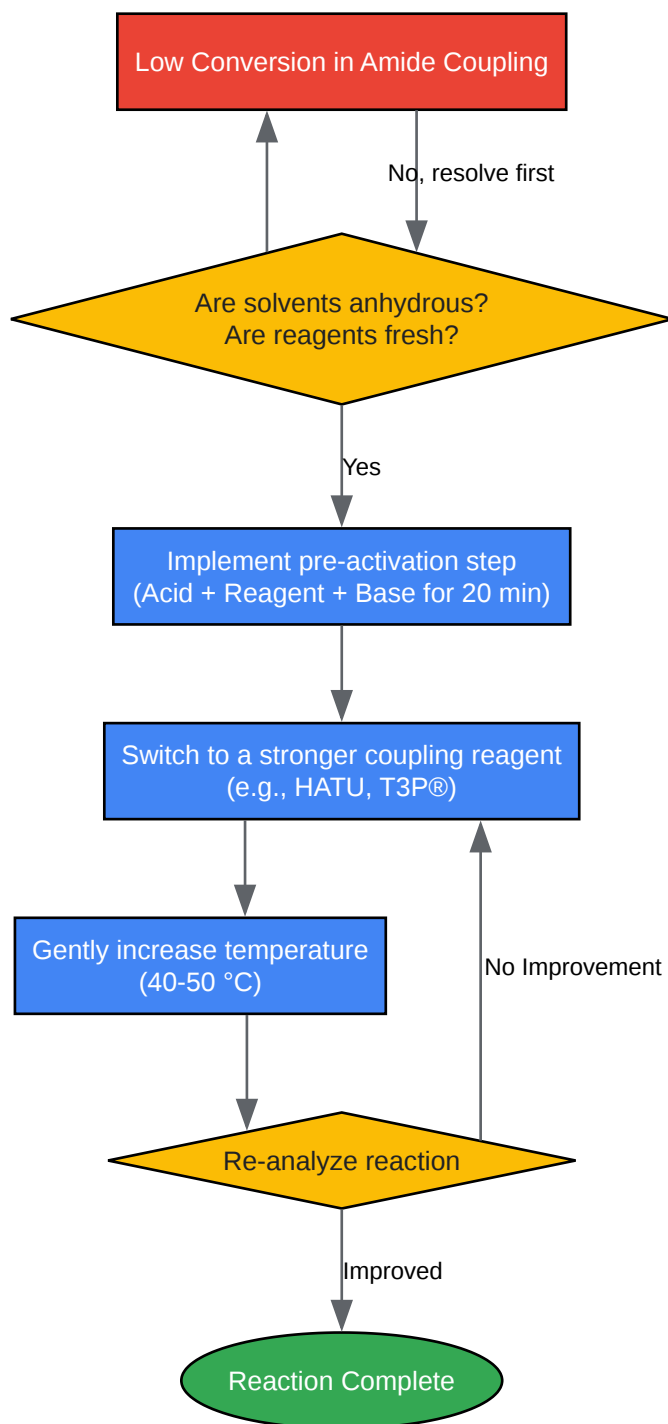 Low Conversion in Amide Coupling
No, resolve first
Are solvents anhydrous?
Are reagents fresh?
Yes
Implement pre-activation step
(Acid + Reagent + Base for 20 min)
Switch to a stronger coupling reagent
(e.g., HATU, T3P®)
Gently increase temperature
(40-50 °C)
No Improvement
Re-analyze reaction
Improved
Reaction Complete